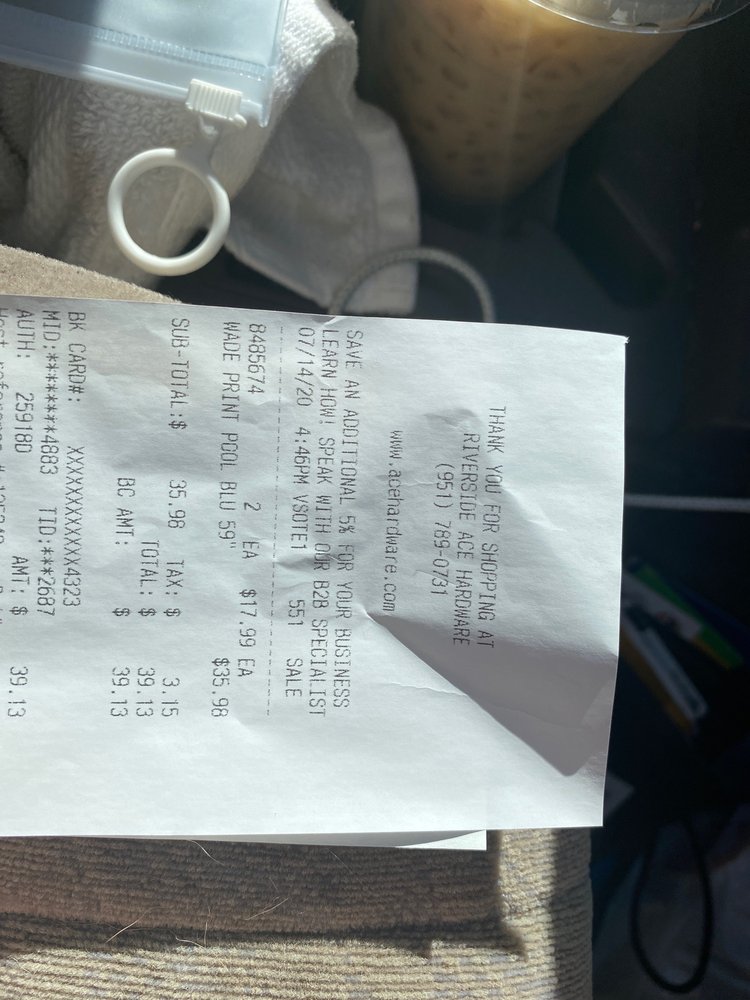 THANK YOU FOR SHOPPING AT
RIVERSIDE ACE HARDWARE
(951) 789-0731
www.acehardware.com
SAVE AN ADDITIONAL 5% FOR YOUR BUSINESS
LEARN HOW! SPEAK WITH OUR B2B SPECIALIST
07/14/20 4:46PM VSOTE1 551 SALE
8485674 2 EA $17.99 EA
WADE PRINT POOL BLU 59" $35.98
SUB-TOTAL:$ 35.98 TAX: $ 3.15
TOTAL: $ 39.13
BC AMT: $ 39.13
BK CARD#: XXXXXXXXXXXX4323
MID:*******4883 TID:***2687
AUTH: 259180 AMT: $ 39.13
Host reference #